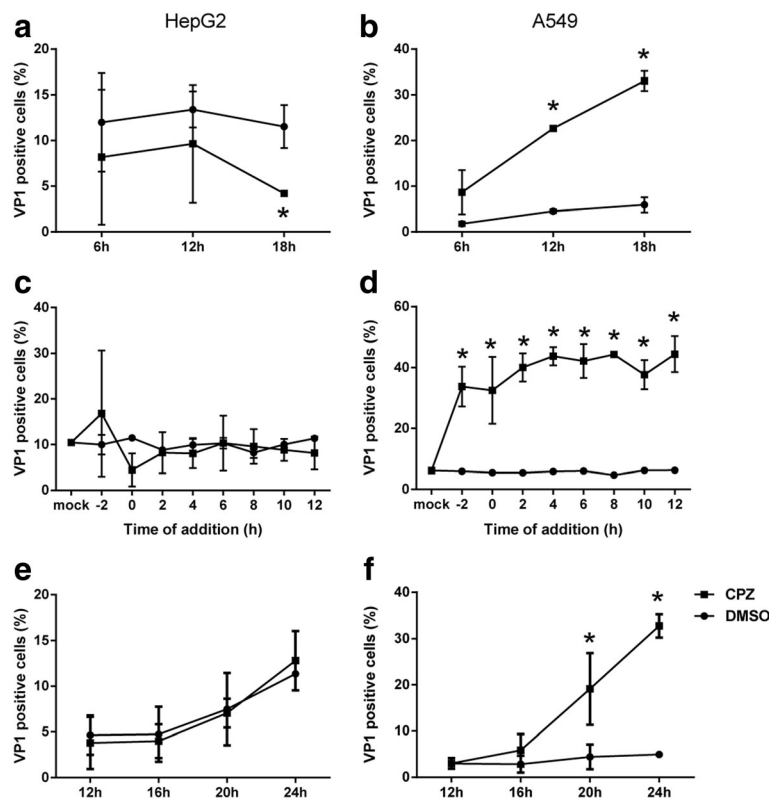 HepG2
A549
a
VP1 positive cells (%)
20
15
10
5
0
6h 12h 18h
*
b
VP1 positive cells (%)
40
30
20
10
0
6h 12h 18h
* *
c
VP1 positive cells (%)
40
30
20
10
0
mock -2 0 2 4 6 8 10 12
Time of addition (h)
d
VP1 positive cells (%)
60
40
20
0
* * * * * * * *
mock -2 0 2 4 6 8 10 12
Time of addition (h)
e
VP1 positive cells (%)
20
15
10
5
0
12h 16h 20h 24h
f
VP1 positive cells (%)
40
30
20
10
0
* *
12h 16h 20h 24h
CPZ
DMSO